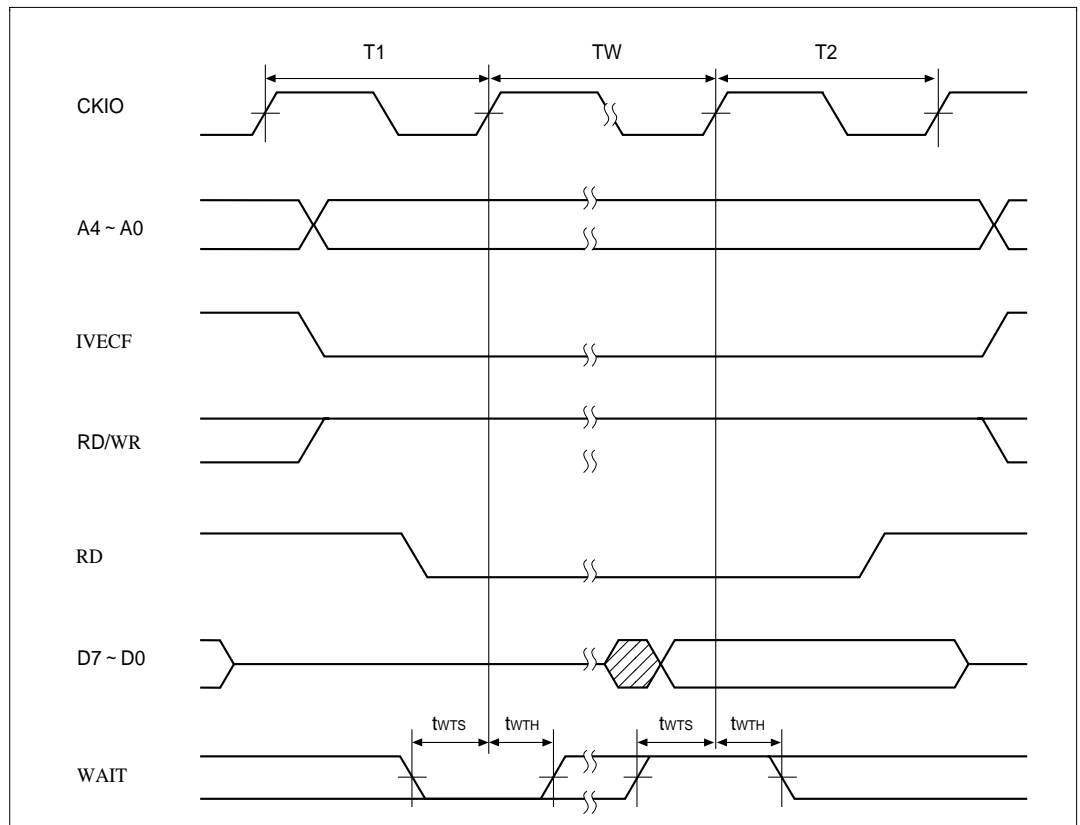 T1 TW T2
CKIO
A4 ~ A0
IVECF
RD/WR
RD
D7 ~ D0
tWTS tWTH tWTS tWTH
WAIT